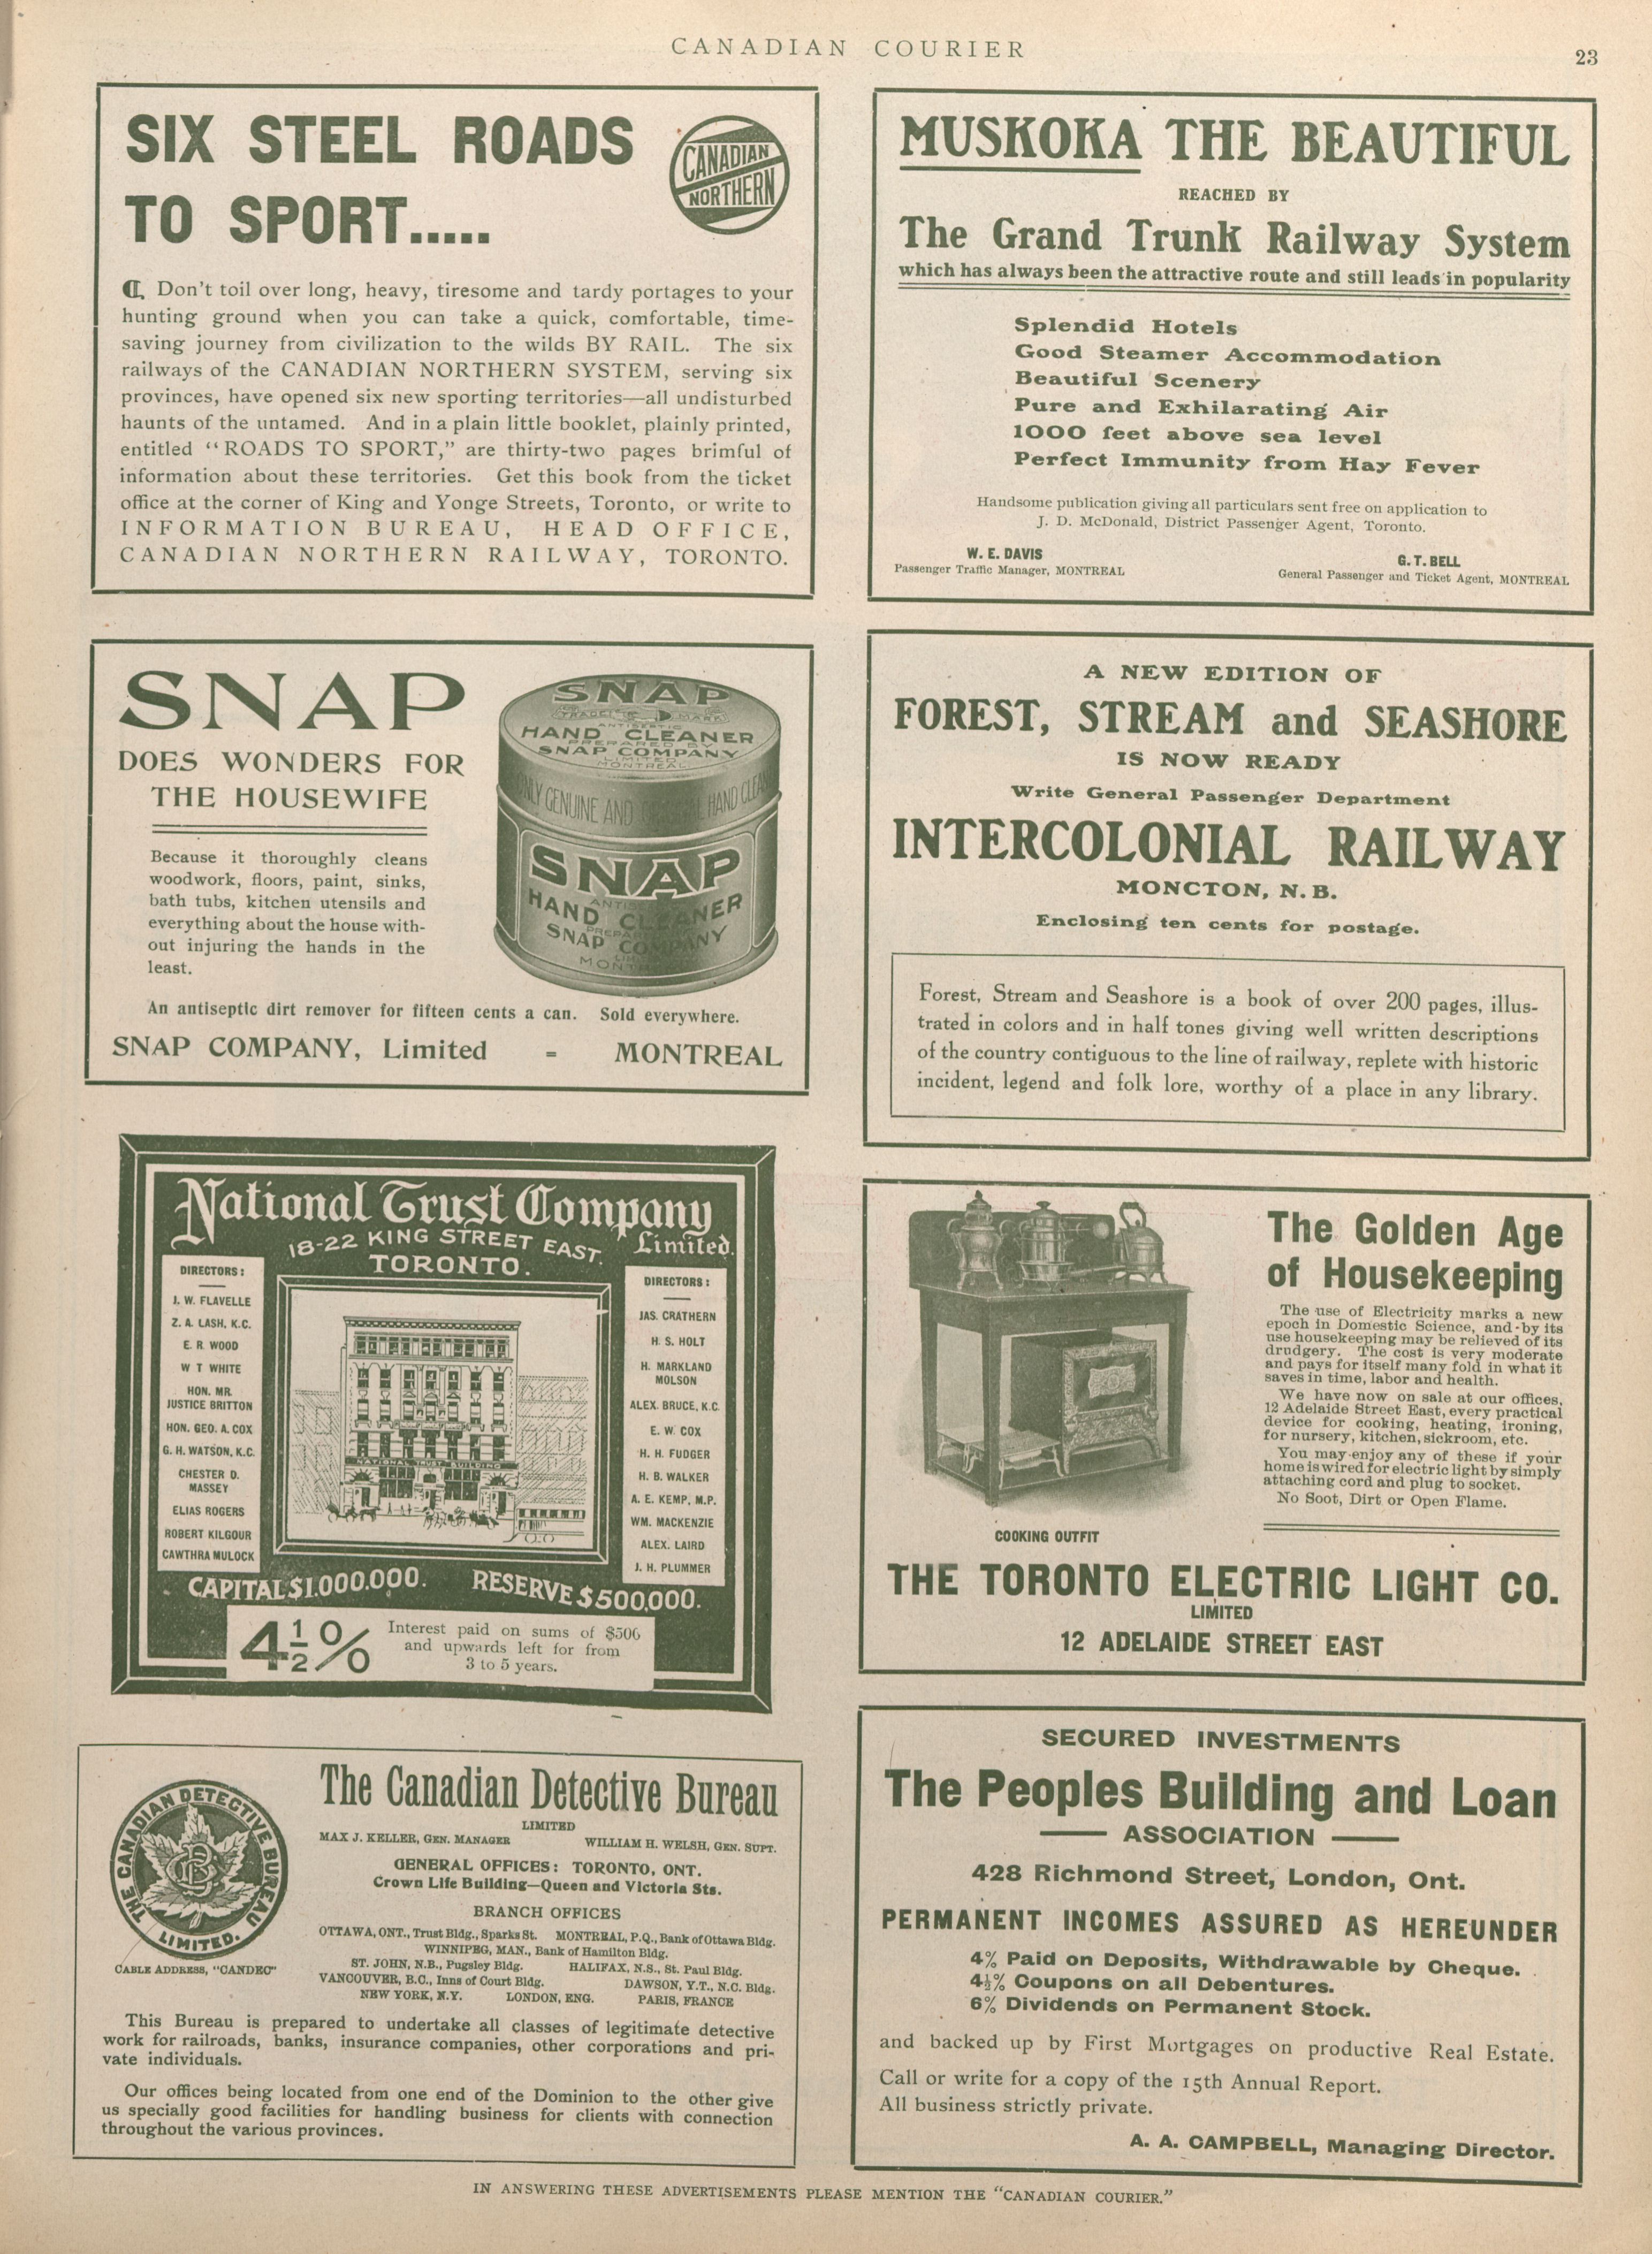 CANADIAN COURIER
23
SIX STEEL ROADS
TO SPORT.....
CANADIAN
NORTHERN
Don't toil over long, heavy, tiresome and tardy portages to your
hunting ground when you can take a quick, comfortable, time-
saving journey from civilization to the wilds BY RAIL. The six
railways of the CANADIAN NORTHERN SYSTEM, serving six
provinces, have opened six new sporting territories—all undisturbed
haunts of the untamed. And in a plain little booklet, plainly printed,
entitled "ROADS TO SPORT," are thirty-two pages brimful of
information about these territories. Get this book from the ticket
office at the corner of King and Yonge Streets, Toronto, or write to
INFORMATION BUREAU, HEAD OFFICE,
CANADIAN NORTHERN RAILWAY, TORONTO.
SNAP
DOES WONDERS FOR
THE HOUSEWIFE
Because it thoroughly cleans
woodwork, floors, paint, sinks,
bath tubs, kitchen utensils and
everything about the house with-
out injuring the hands in the
least.
SNAP
TRADE MARK
ANTISEPTIC
HAND CLEANER
PREPARED BY
SNAP COMPANY
LIMITED
MONTREAL
ONLY GENUINE AND ORIGINAL HAND CLEAN
SNAP
HAND CLEANER
PREPARED
SNAP COMPANY
An antiseptic dirt remover for fifteen cents a can. Sold everywhere.
SNAP COMPANY, Limited - MONTREAL
National Trust Company
Limited.
18-22 KING STREET EAST.
TORONTO.
DIRECTORS:
J. W. FLAVELLE
Z. A. LASH, K.C.
E. R. WOOD
W T WHITE
HON. MR.
JUSTICE BRITTON
HON. GEO. A. COX
G. H. WATSON, K.C.
CHESTER D.
MASSEY
ELIAS ROGERS
ROBERT KILGOUR
CAWTHRA MULOCK
NATIONAL TRUST BUILDING
DIRECTORS:
JAS. CRATHERN
H. S. HOLT
H. MARKLAND
MOLSON
ALEX. BRUCE, K.C.
E. W. COX
H. H. FUDGER
H. B. WALKER
A. E. KEMP, M.P.
WM. MACKENZIE
ALEX. LAIRD
J. H. PLUMMER
CAPITAL $1.000.000. RESERVE $500,000.
4½%
Interest paid on sums of $500
and upwards left for from
3 to 5 years.
THE CANADIAN DETECTIVE BUREAU
LIMITED.
CABLE ADDRESS, "CANDEC"
The Canadian Detective Bureau
LIMITED
MAX J. KELLER, GEN. MANAGER WILLIAM H. WELSH, GEN. SUPT.
GENERAL OFFICES: TORONTO, ONT.
Crown Life Building—Queen and Victoria Sts.
BRANCH OFFICES
OTTAWA, ONT., Trust Bldg., Sparks St. MONTREAL, P.Q., Bank of Ottawa Bldg.
WINNIPEG, MAN., Bank of Hamilton Bldg.
ST. JOHN, N.B., Pugsley Bldg. HALIFAX, N.S., St. Paul Bldg.
VANCOUVER, B.C., Inns of Court Bldg. DAWSON, Y.T., N.C. Bldg.
NEW YORK, N.Y. LONDON, ENG. PARIS, FRANCE
This Bureau is prepared to undertake all classes of legitimate detective
work for railroads, banks, insurance companies, other corporations and pri-
vate individuals.
Our offices being located from one end of the Dominion to the other give
us specially good facilities for handling business for clients with connection
throughout the various provinces.
MUSKOKA THE BEAUTIFUL
REACHED BY
The Grand Trunk Railway System
which has always been the attractive route and still leads in popularity
Splendid Hotels
Good Steamer Accommodation
Beautiful Scenery
Pure and Exhilarating Air
1000 feet above sea level
Perfect Immunity from Hay Fever
Handsome publication giving all particulars sent free on application to
J. D. McDonald, District Passenger Agent, Toronto.
W. E. DAVIS
Passenger Traffic Manager, MONTREAL
G. T. BELL
General Passenger and Ticket Agent, MONTREAL
A NEW EDITION OF
FOREST, STREAM and SEASHORE
IS NOW READY
Write General Passenger Department
INTERCOLONIAL RAILWAY
MONCTON, N. B.
Enclosing ten cents for postage.
Forest, Stream and Seashore is a book of over 200 pages, illus-
trated in colors and in half tones giving well written descriptions
of the country contiguous to the line of railway, replete with historic
incident, legend and folk lore, worthy of a place in any library.
The Golden Age
of Housekeeping
The use of Electricity marks a new
epoch in Domestic Science, and by its
use housekeeping may be relieved of its
drudgery. The cost is very moderate
and pays for itself many fold in what it
saves in time, labor and health.
We have now on sale at our offices,
12 Adelaide Street East, every practical
device for cooking, heating, ironing,
for nursery, kitchen, sickroom, etc.
You may enjoy any of these if your
home is wired for electric light by simply
attaching cord and plug to socket.
No Soot, Dirt or Open Flame.
COOKING OUTFIT
THE TORONTO ELECTRIC LIGHT CO.
LIMITED
12 ADELAIDE STREET EAST
SECURED INVESTMENTS
The Peoples Building and Loan
ASSOCIATION
428 Richmond Street, London, Ont.
PERMANENT INCOMES ASSURED AS HEREUNDER
4% Paid on Deposits, Withdrawable by Cheque.
4½% Coupons on all Debentures.
6% Dividends on Permanent Stock.
and backed up by First Mortgages on productive Real Estate.
Call or write for a copy of the 15th Annual Report.
All business strictly private.
A. A. CAMPBELL, Managing Director.
IN ANSWERING THESE ADVERTISEMENTS PLEASE MENTION THE "CANADIAN COURIER."